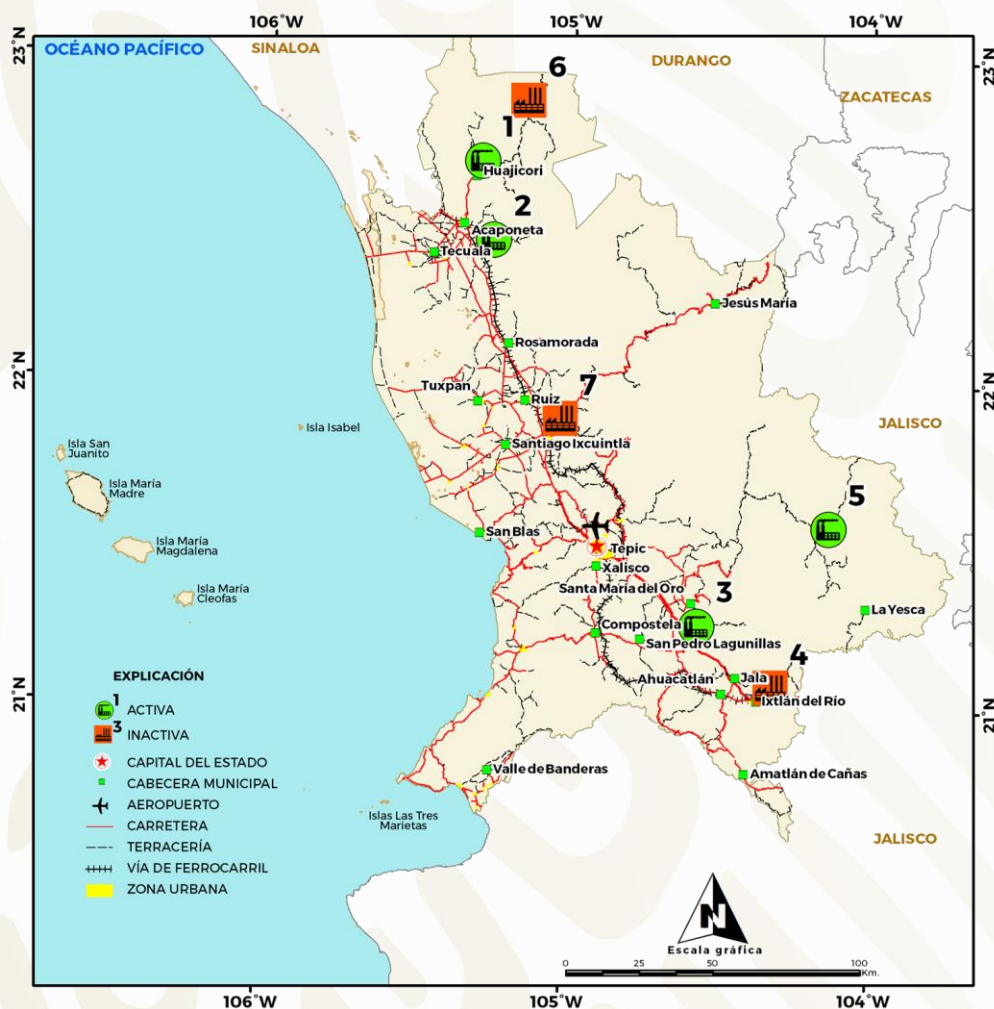 106°W
105°W
104°W
23°N
23°N
OCÉANO PACÍFICO
SINALOA
DURANGO
ZACATECAS
6
1
Huajicori
2
Acaponeta
Tecuala
Jesús María
Rosamorada
22°N
22°N
7
Tuxpan
Ruiz
JALISCO
Isla Isabel
Isla San
Juanito
Santiago Ixcuintla
Isla María
Madre
5
San Blas
Isla María
Magdalena
Tepic
Xalisco
Santa María del Oro
3
Isla María
Cleofas
La Yesca
Compostela
San Pedro Lagunillas
4
Ahuacatlán
Jala
Ixtlán del Río
21°N
21°N
EXPLICACIÓN
1 ACTIVA
3 INACTIVA
CAPITAL DEL ESTADO
CABECERA MUNICIPAL
AEROPUERTO
CARRETERA
TERRACERÍA
VÍA DE FERROCARRIL
ZONA URBANA
Valle de Banderas
Amatlán de Cañas
Islas Las Tres
Marietas
JALISCO
N
Escala gráfica
0 25 50 100
Km.
106°W
105°W
104°W